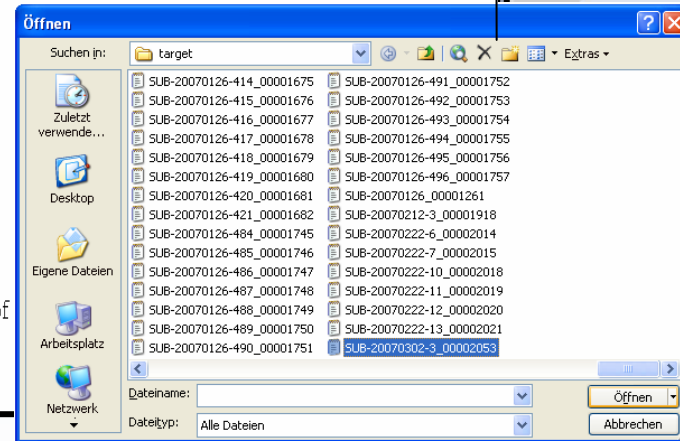 Öffnen
Suchen in:
target
Extras
Zuletzt
verwende...
Desktop
Eigene Dateien
Arbeitsplatz
Netzwerk
SUB-20070126-414_00001675
SUB-20070126-415_00001676
SUB-20070126-416_00001677
SUB-20070126-417_00001678
SUB-20070126-418_00001679
SUB-20070126-419_00001680
SUB-20070126-420_00001681
SUB-20070126-421_00001682
SUB-20070126-484_00001745
SUB-20070126-485_00001746
SUB-20070126-486_00001747
SUB-20070126-487_00001748
SUB-20070126-488_00001749
SUB-20070126-489_00001750
SUB-20070126-490_00001751
SUB-20070126-491_00001752
SUB-20070126-492_00001753
SUB-20070126-493_00001754
SUB-20070126-494_00001755
SUB-20070126-495_00001756
SUB-20070126-496_00001757
SUB-20070126_00001261
SUB-20070212-3_00001918
SUB-20070222-6_00002014
SUB-20070222-7_00002015
SUB-20070222-10_00002018
SUB-20070222-11_00002019
SUB-20070222-12_00002020
SUB-20070222-13_00002021
SUB-20070302-3_00002053
Dateiname:
Öffnen
Dateityp:
Alle Dateien
Abbrechen